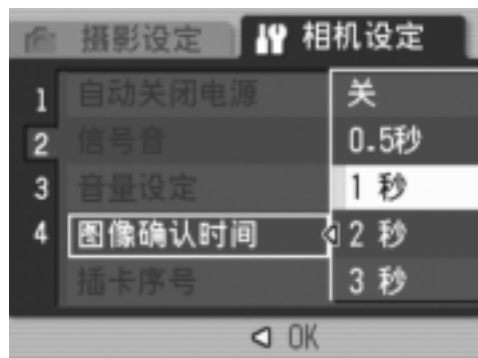 摄影设定 相机设定
1 自动关闭电源 关
2 信号音 0.5秒
3 音量设定 1 秒
4 图像确认时间 2 秒
插卡序号 3 秒
OK